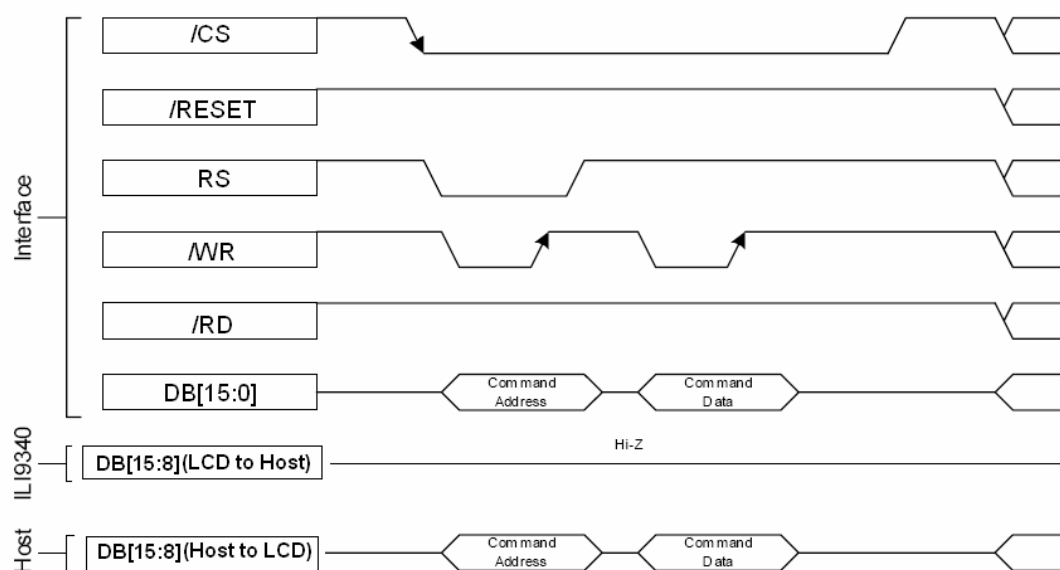 /CS
/RESET
RS
/WR
/RD
DB[15:0]
Command
Address
Command
Data
Interface
Hi-Z
DB[15:8](LCD to Host)
ILI9340
DB[15:8](Host to LCD)
Command
Address
Command
Data
Host